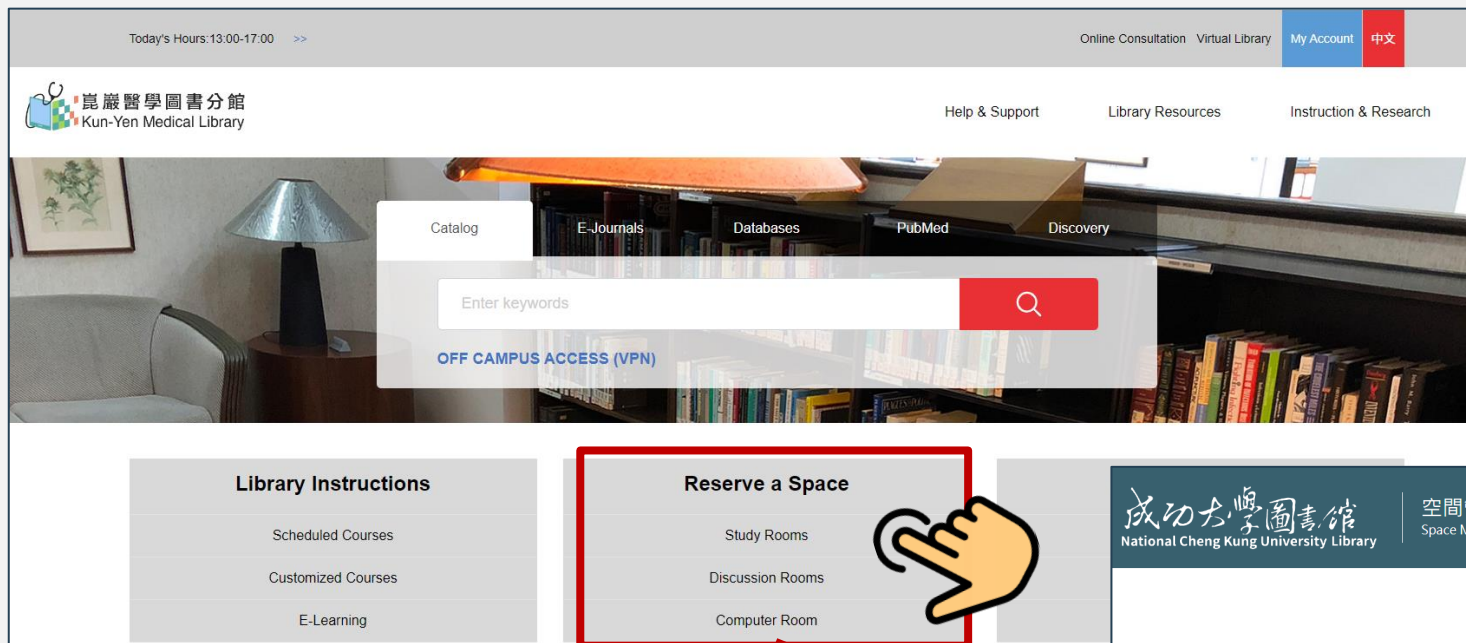 Today's Hours:13:00-17:00 >>
Online Consultation Virtual Library My Account 中文
崑巖醫學圖書分館
Kun-Yen Medical Library
Help & Support Library Resources Instruction & Research
Catalog E-Journals Databases PubMed Discovery
Enter keywords
OFF CAMPUS ACCESS (VPN)
Library Instructions
Scheduled Courses
Customized Courses
E-Learning
Reserve a Space
Study Rooms
Discussion Rooms
Computer Room
成功大學圖書館
National Cheng Kung University Library
空間
Space